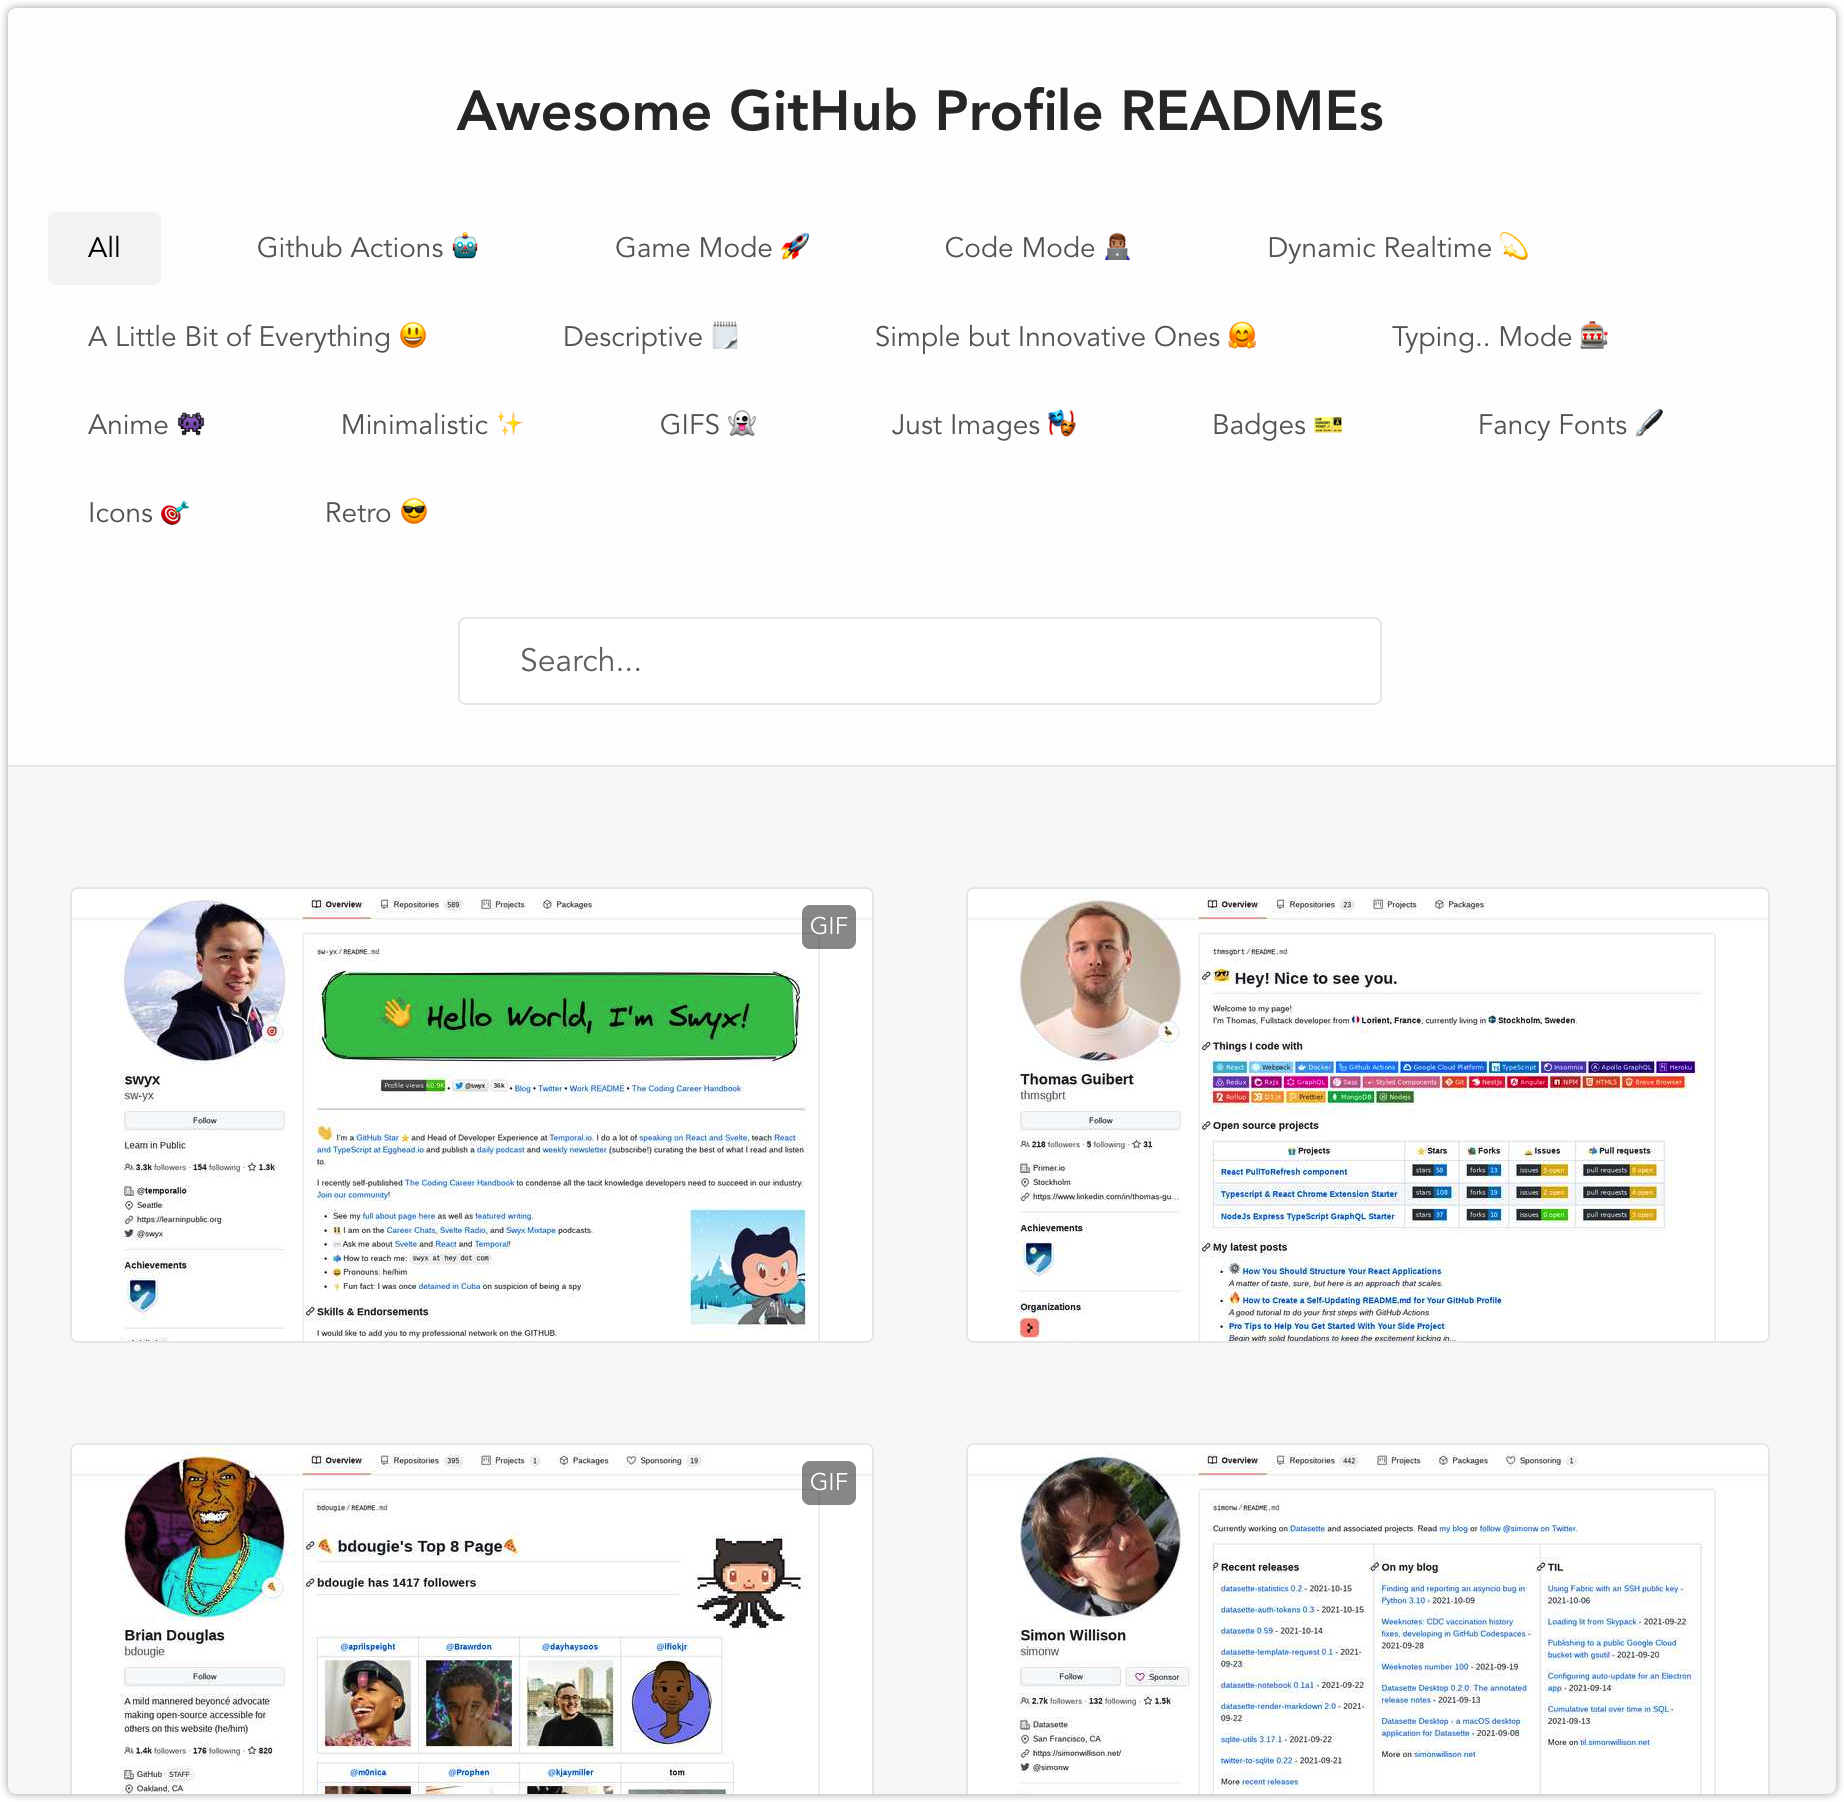 Awesome GitHub Profile READMEs
All
Github Actions 🤖
Game Mode 🚀
Code Mode 👨🏾‍💻
Dynamic Realtime 💫
A Little Bit of Everything 😃
Descriptive 🗒️
Simple but Innovative Ones 🤗
Typing.. Mode 🎰
Anime 👾
Minimalistic ✨
GIFS 👻
Just Images 🎭
Badges 🎫
Fancy Fonts 🖋️
Icons 🎯
Retro 😎
Search...
GIF
Overview
Repositories 589
Projects
Packages
swyx
sw-yx
Follow
Learn in Public
3.3k followers · 154 following · 1.3k
@temporalio
Seattle
https://learninpublic.org
@swyx
Achievements
sw-yx / README.md
👋 Hello World, I'm Swyx!
Profile views 60.9K • @swyx 36k • Blog • Twitter • Work README • The Coding Career Handbook
👋 I'm a GitHub Star ⭐ and Head of Developer Experience at Temporal.io. I do a lot of speaking on React and Svelte, teach React
and TypeScript at Egghead.io and publish a daily podcast and weekly newsletter (subscribe!) curating the best of what I read and listen
to.
I recently self-published The Coding Career Handbook to condense all the tacit knowledge developers need to succeed in our industry.
Join our community!
• See my full about page here as well as featured writing.
• I am on the Career Chats, Svelte Radio, and Swyx Mixtape podcasts.
• Ask me about Svelte and React and Temporal!
• How to reach me: swyx at hey dot com
• 😄 Pronouns: he/him
• ⚡ Fun fact: I was once detained in Cuba on suspicion of being a spy
Skills & Endorsements
I would like to add you to my professional network on the GITHUB.
Overview
Repositories 23
Projects
Packages
Thomas Guibert
thmsgbrt
Follow
218 followers · 5 following · 31
Primer.io
Stockholm
https://www.linkedin.com/in/thomas-gu...
Achievements
Organizations
thmsgbrt / README.md
😎 Hey! Nice to see you.
Welcome to my page!
I'm Thomas, Fullstack developer from Lorient, France, currently living in Stockholm, Sweden.
Things I code with
React Webpack Docker Github Actions Google Cloud Platform TypeScript Insomnia Apollo GraphQL Heroku
Redux RxJs GraphQL Sass Styled Components Git NestJs Angular NPM HTML5 Brave Browser
Rollup D3.js Prettier MongoDB Nodejs
Open source projects
Projects ⭐ Stars Forks Issues Pull requests
React PullToRefresh component stars 58 forks 13 issues 5 open pull requests 8 open
Typescript & React Chrome Extension Starter stars 108 forks 19 issues 2 open pull requests 4 open
NodeJs Express TypeScript GraphQL Starter stars 37 forks 10 issues 0 open pull requests 3 open
My latest posts
• How You Should Structure Your React Applications
A matter of taste, sure, but here is an approach that scales.
• 🔥 How to Create a Self-Updating README.md for Your GitHub Profile
A good tutorial to do your first steps with GitHub Actions
• Pro Tips to Help You Get Started With Your Side Project
Begin with solid foundations to keep the excitement kicking in...
GIF
Overview
Repositories 395
Projects 1
Packages
Sponsoring 19
Brian Douglas
bdougie
Follow
A mild mannered beyoncé advocate
making open-source accessible for
others on this website (he/him)
1.4k followers · 176 following · 820
GitHub STAFF
Oakland, CA
bdougie / README.md
🍕 bdougie's Top 8 Page🍕
bdougie has 1417 followers
@aprilspeight @Brawrdon @dayhaysoos @ifiokjr
@m0nica @Prophen @kjaymiller tom
Overview
Repositories 442
Projects
Packages
Sponsoring 1
Simon Willison
simonw
Follow
Sponsor
2.7k followers · 132 following · 1.5k
Datasette
San Francisco, CA
https://simonwillison.net/
@simonw
simonw / README.md
Currently working on Datasette and associated projects. Read my blog or follow @simonw on Twitter.
Recent releases
datasette-statistics 0.2 - 2021-10-15
datasette-auth-tokens 0.3 - 2021-10-15
datasette 0.59 - 2021-10-14
datasette-template-request 0.1 - 2021-
09-23
datasette-notebook 0.1a1 - 2021-09-22
datasette-render-markdown 2.0 - 2021-
09-22
sqlite-utils 3.17.1 - 2021-09-22
twitter-to-sqlite 0.22 - 2021-09-21
More recent releases
On my blog
Finding and reporting an asyncio bug in
Python 3.10 - 2021-10-09
Weeknotes: CDC vaccination history
fixes, developing in GitHub Codespaces -
2021-09-28
Weeknotes number 100 - 2021-09-19
Datasette Desktop 0.2.0: The annotated
release notes - 2021-09-13
Datasette Desktop - a macOS desktop
application for Datasette - 2021-09-08
More on simonwillison.net
TIL
Using Fabric with an SSH public key -
2021-10-06
Loading lit from Skypack - 2021-09-22
Publishing to a public Google Cloud
bucket with gsutil - 2021-09-20
Configuring auto-update for an Electron
app - 2021-09-14
Cumulative total over time in SQL -
2021-09-13
More on til.simonwillison.net